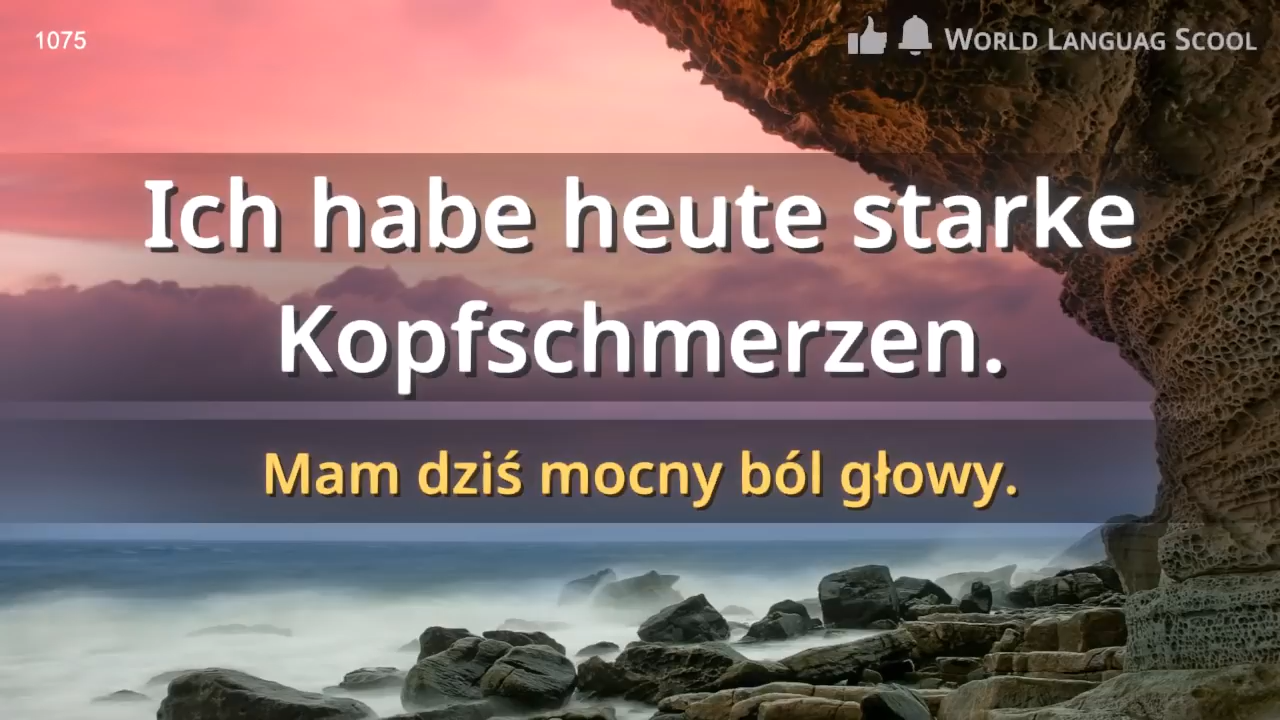 1075
World Languag Scool
Ich habe heute starke
Kopfschmerzen.
Mam dziś mocny ból głowy.